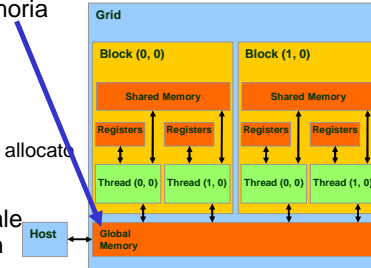 moria
Grid
Block (0, 0)
Block (1, 0)
Shared Memory
Shared Memory
Registers
Registers
Registers
Registers
allocato
Thread (0, 0)
Thread (1, 0)
Thread (0, 0)
Thread (1, 0)
ale
Host
Global
Memory